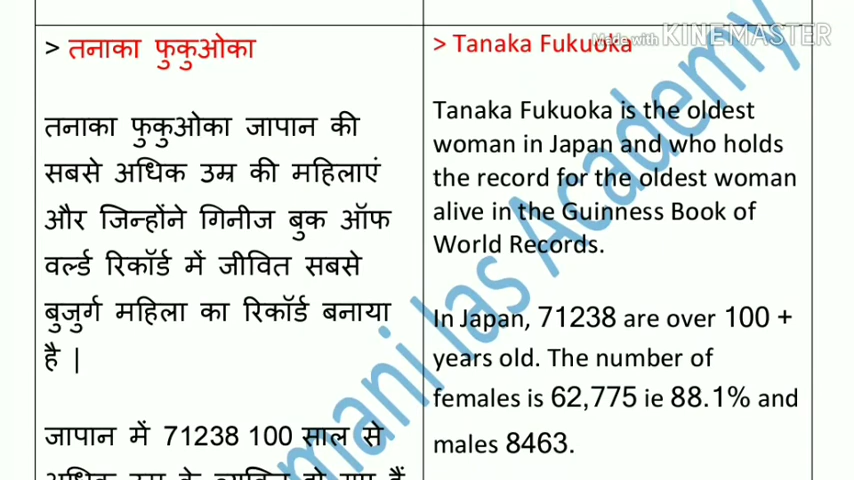 > तनाका फुकुओका
तनाका फुकुओका जापान की
सबसे अधिक उम्र की महिलाएं
और जिन्होंने गिनीज बुक ऑफ
वर्ल्ड रिकॉर्ड में जीवित सबसे
बुजुर्ग महिला का रिकॉर्ड बनाया
है |
जापान में 71238 100 साल से
> Tanaka Fukuoka
Tanaka Fukuoka is the oldest
woman in Japan and who holds
the record for the oldest woman
alive in the Guinness Book of
World Records.
In Japan, 71238 are over 100 +
years old. The number of
females is 62,775 ie 88.1% and
males 8463.
Made with KINEMASTER
mani Ias Academy